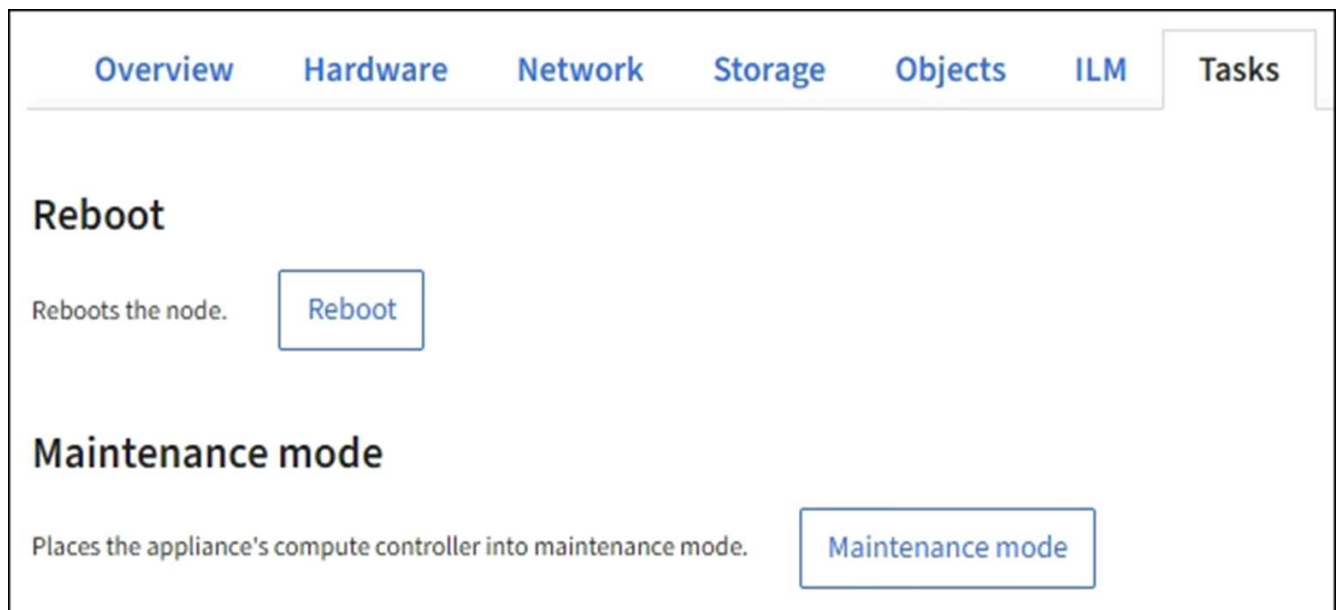 Overview Hardware Network Storage Objects ILM Tasks
Reboot
Reboots the node. Reboot
Maintenance mode
Places the appliance's compute controller into maintenance mode. Maintenance mode